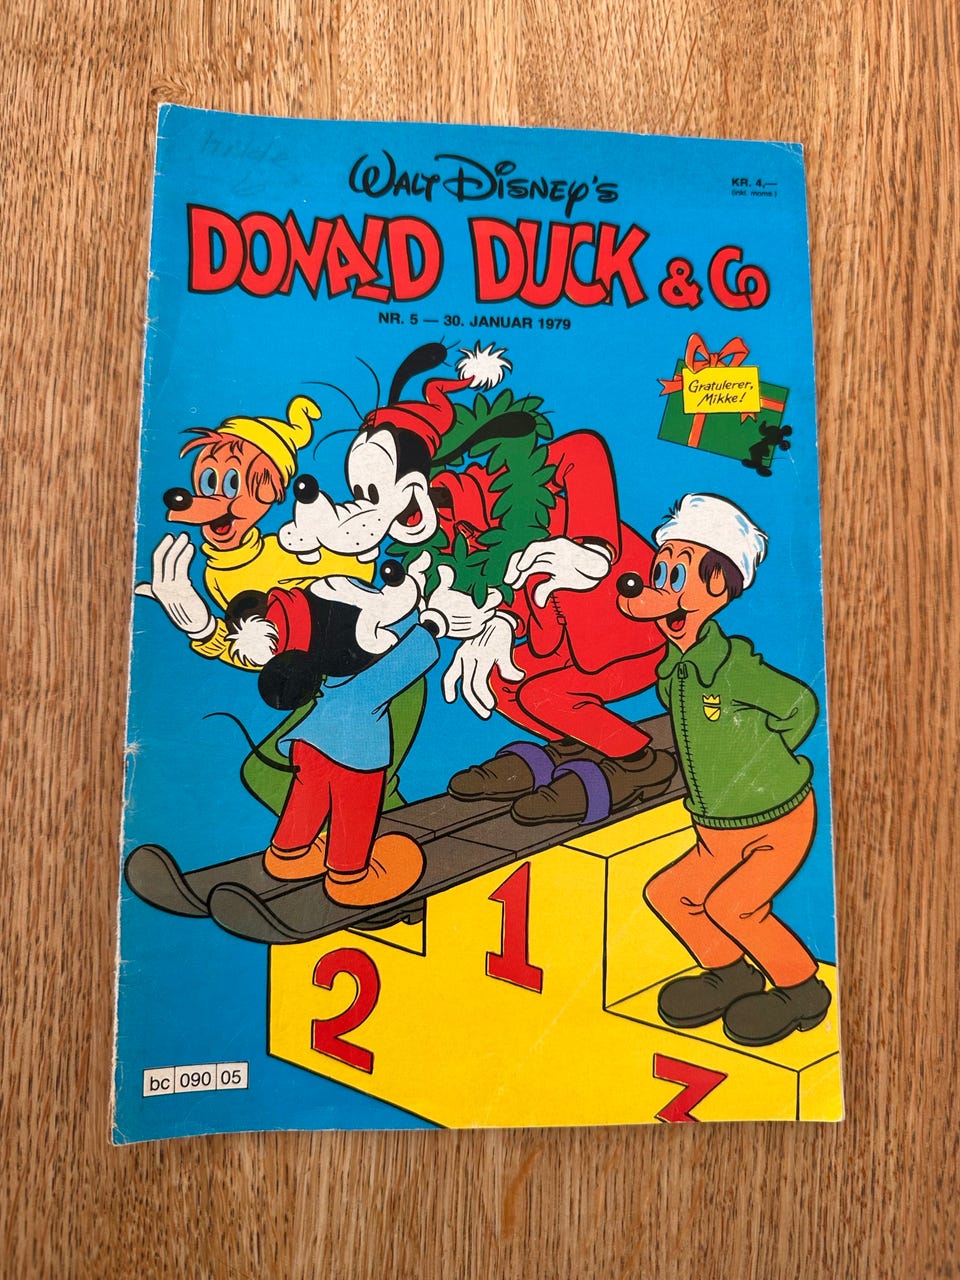 WALT DISNEY'S
KR. 4,—
(inkl. moms.)
DONALD DUCK & CO
NR. 5 — 30. JANUAR 1979
Gratulerer,
Mikke!
1
2
3
bc 090 05